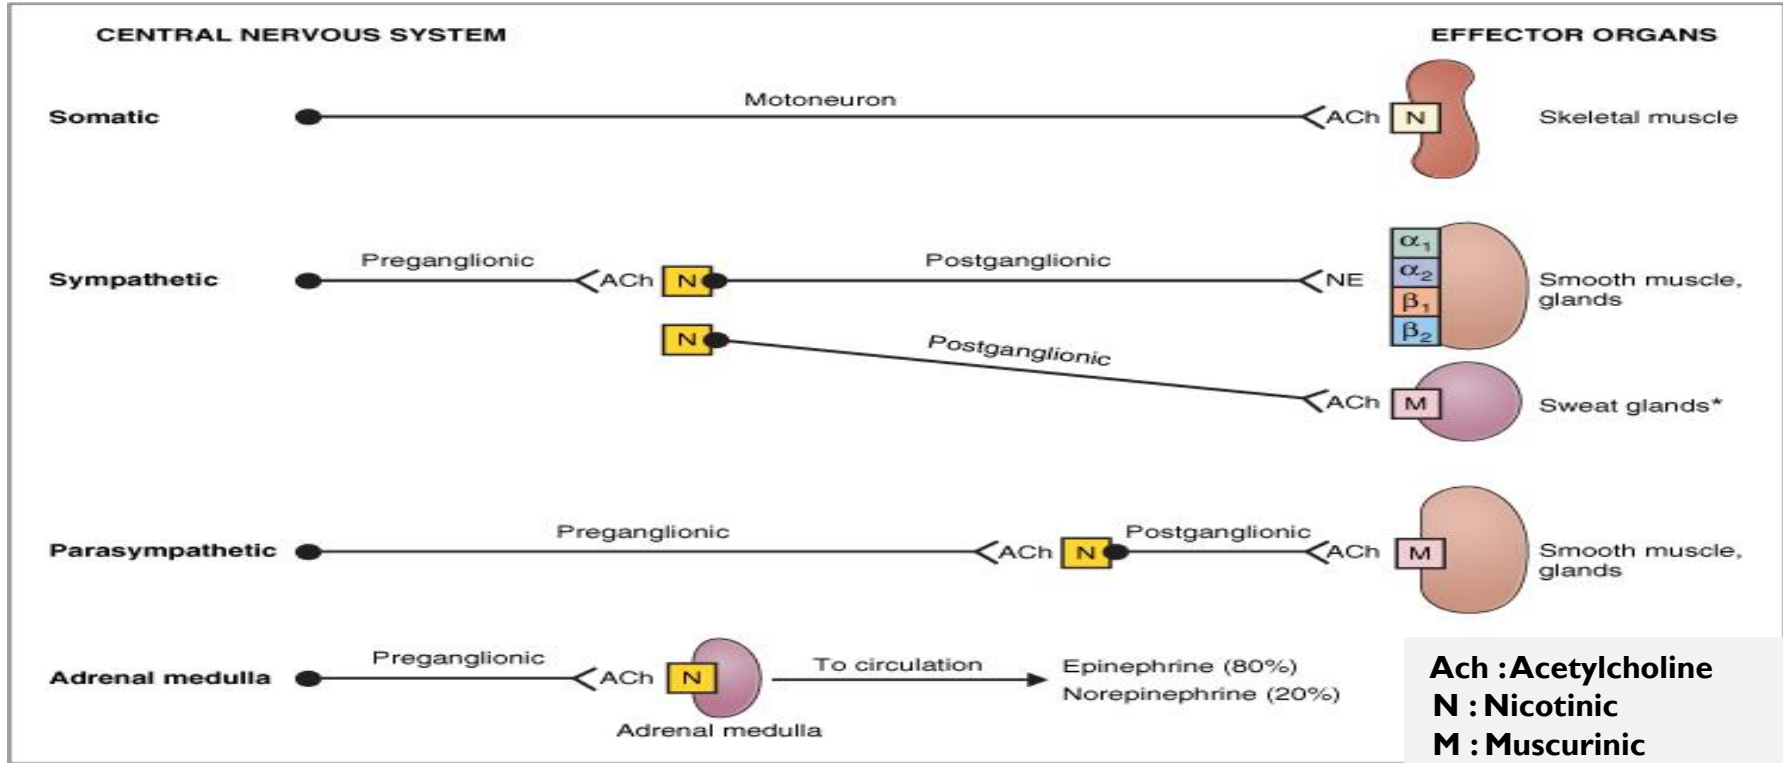 CENTRAL NERVOUS SYSTEM
EFFECTOR ORGANS
Somatic
Motoneuron
ACh
N
Skeletal muscle
Sympathetic
Preganglionic
ACh
N
Postganglionic
NE
α1
α2
β1
β2
Smooth muscle,
glands
N
Postganglionic
ACh
M
Sweat glands*
Parasympathetic
Preganglionic
ACh
N
Postganglionic
ACh
M
Smooth muscle,
glands
Adrenal medulla
Preganglionic
ACh
N
Adrenal medulla
To circulation
Epinephrine (80%)
Norepinephrine (20%)
Ach : Acetylcholine
N : Nicotinic
M : Muscurinic